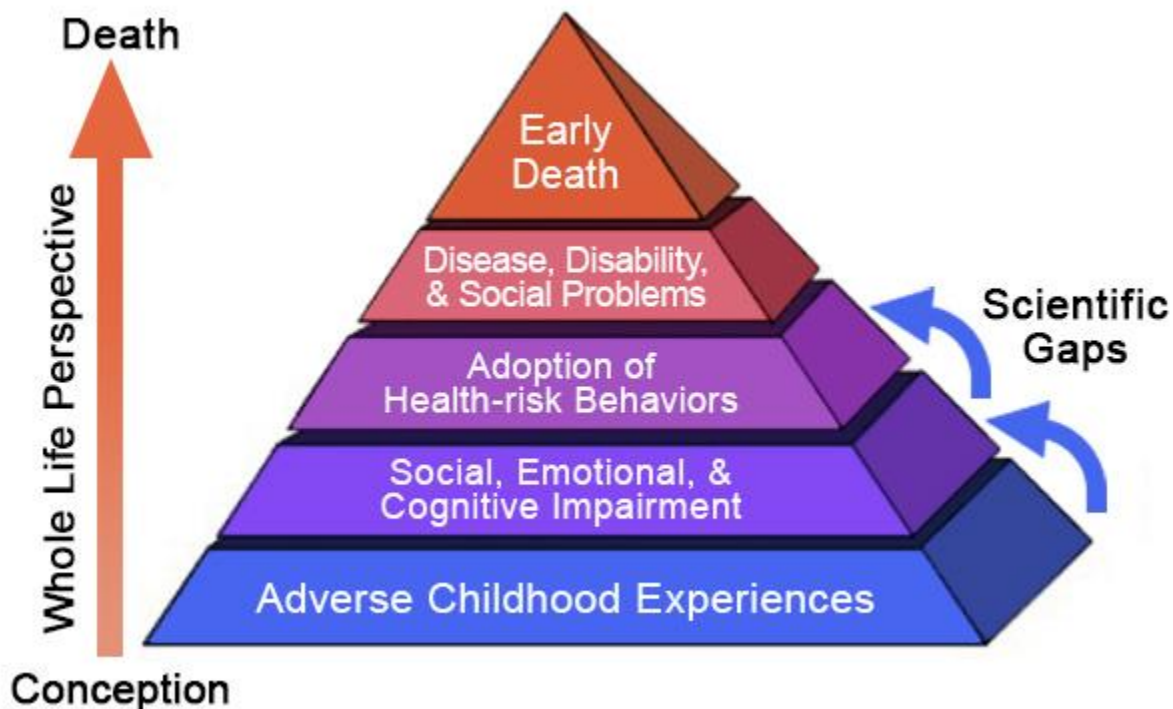 Death
Whole Life Perspective
Conception
Early
Death
Disease, Disability,
& Social Problems
Adoption of
Health-risk Behaviors
Social, Emotional, &
Cognitive Impairment
Adverse Childhood Experiences
Scientific
Gaps